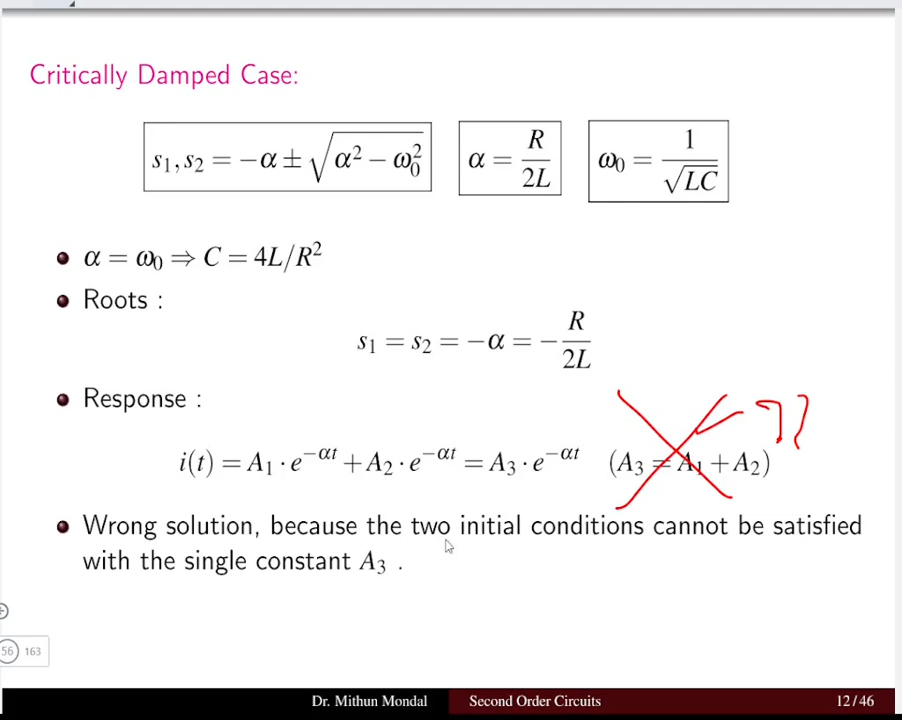 Critically Damped Case:
s₁, s₂ = −α ± √(α² − ω₀²)   α = R/2L   ω₀ = 1/√LC
α = ω₀ ⇒ C = 4L/R²
Roots :
s₁ = s₂ = −α = −R/2L
Response :
i(t) = A₁ · e^{−αt} + A₂ · e^{−αt} = A₃ · e^{−αt} (A₃ = A₁ + A₂)
Wrong solution, because the two initial conditions cannot be satisfied
with the single constant A₃ .
56 163
Dr. Mithun Mondal Second Order Circuits 12/46